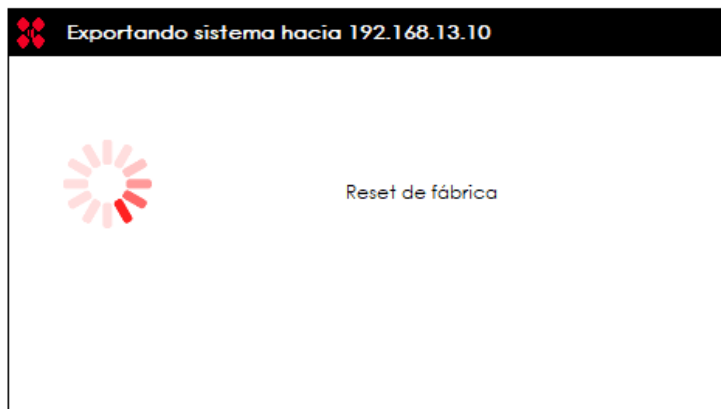 Exportando sistema hacia 192.168.13.10
Reset de fábrica